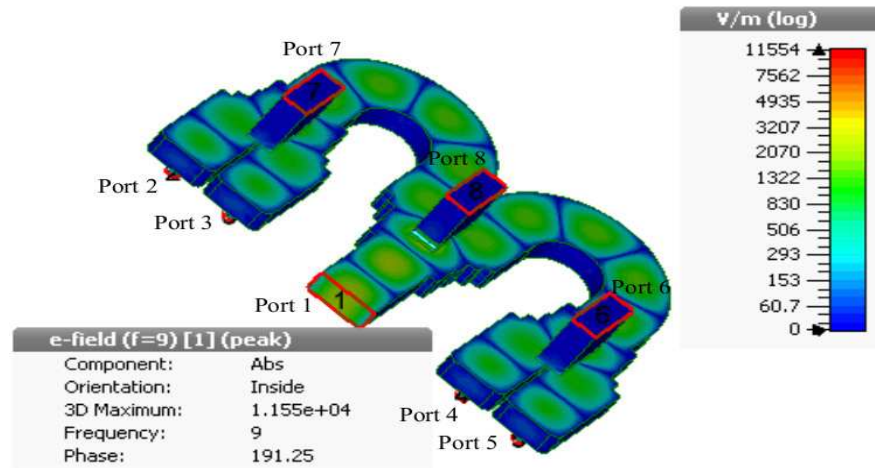 Port 7
7
Port 2
Port 3
Port 8
8
Port 1
1
Port 6
6
Port 4
Port 5
V/m (log)
11554
7562
4935
3207
2070
1322
830
506
293
153
60.7
0
e-field (f=9) [1] (peak)
Component: Abs
Orientation: Inside
3D Maximum: 1.155e+04
Frequency: 9
Phase: 191.25